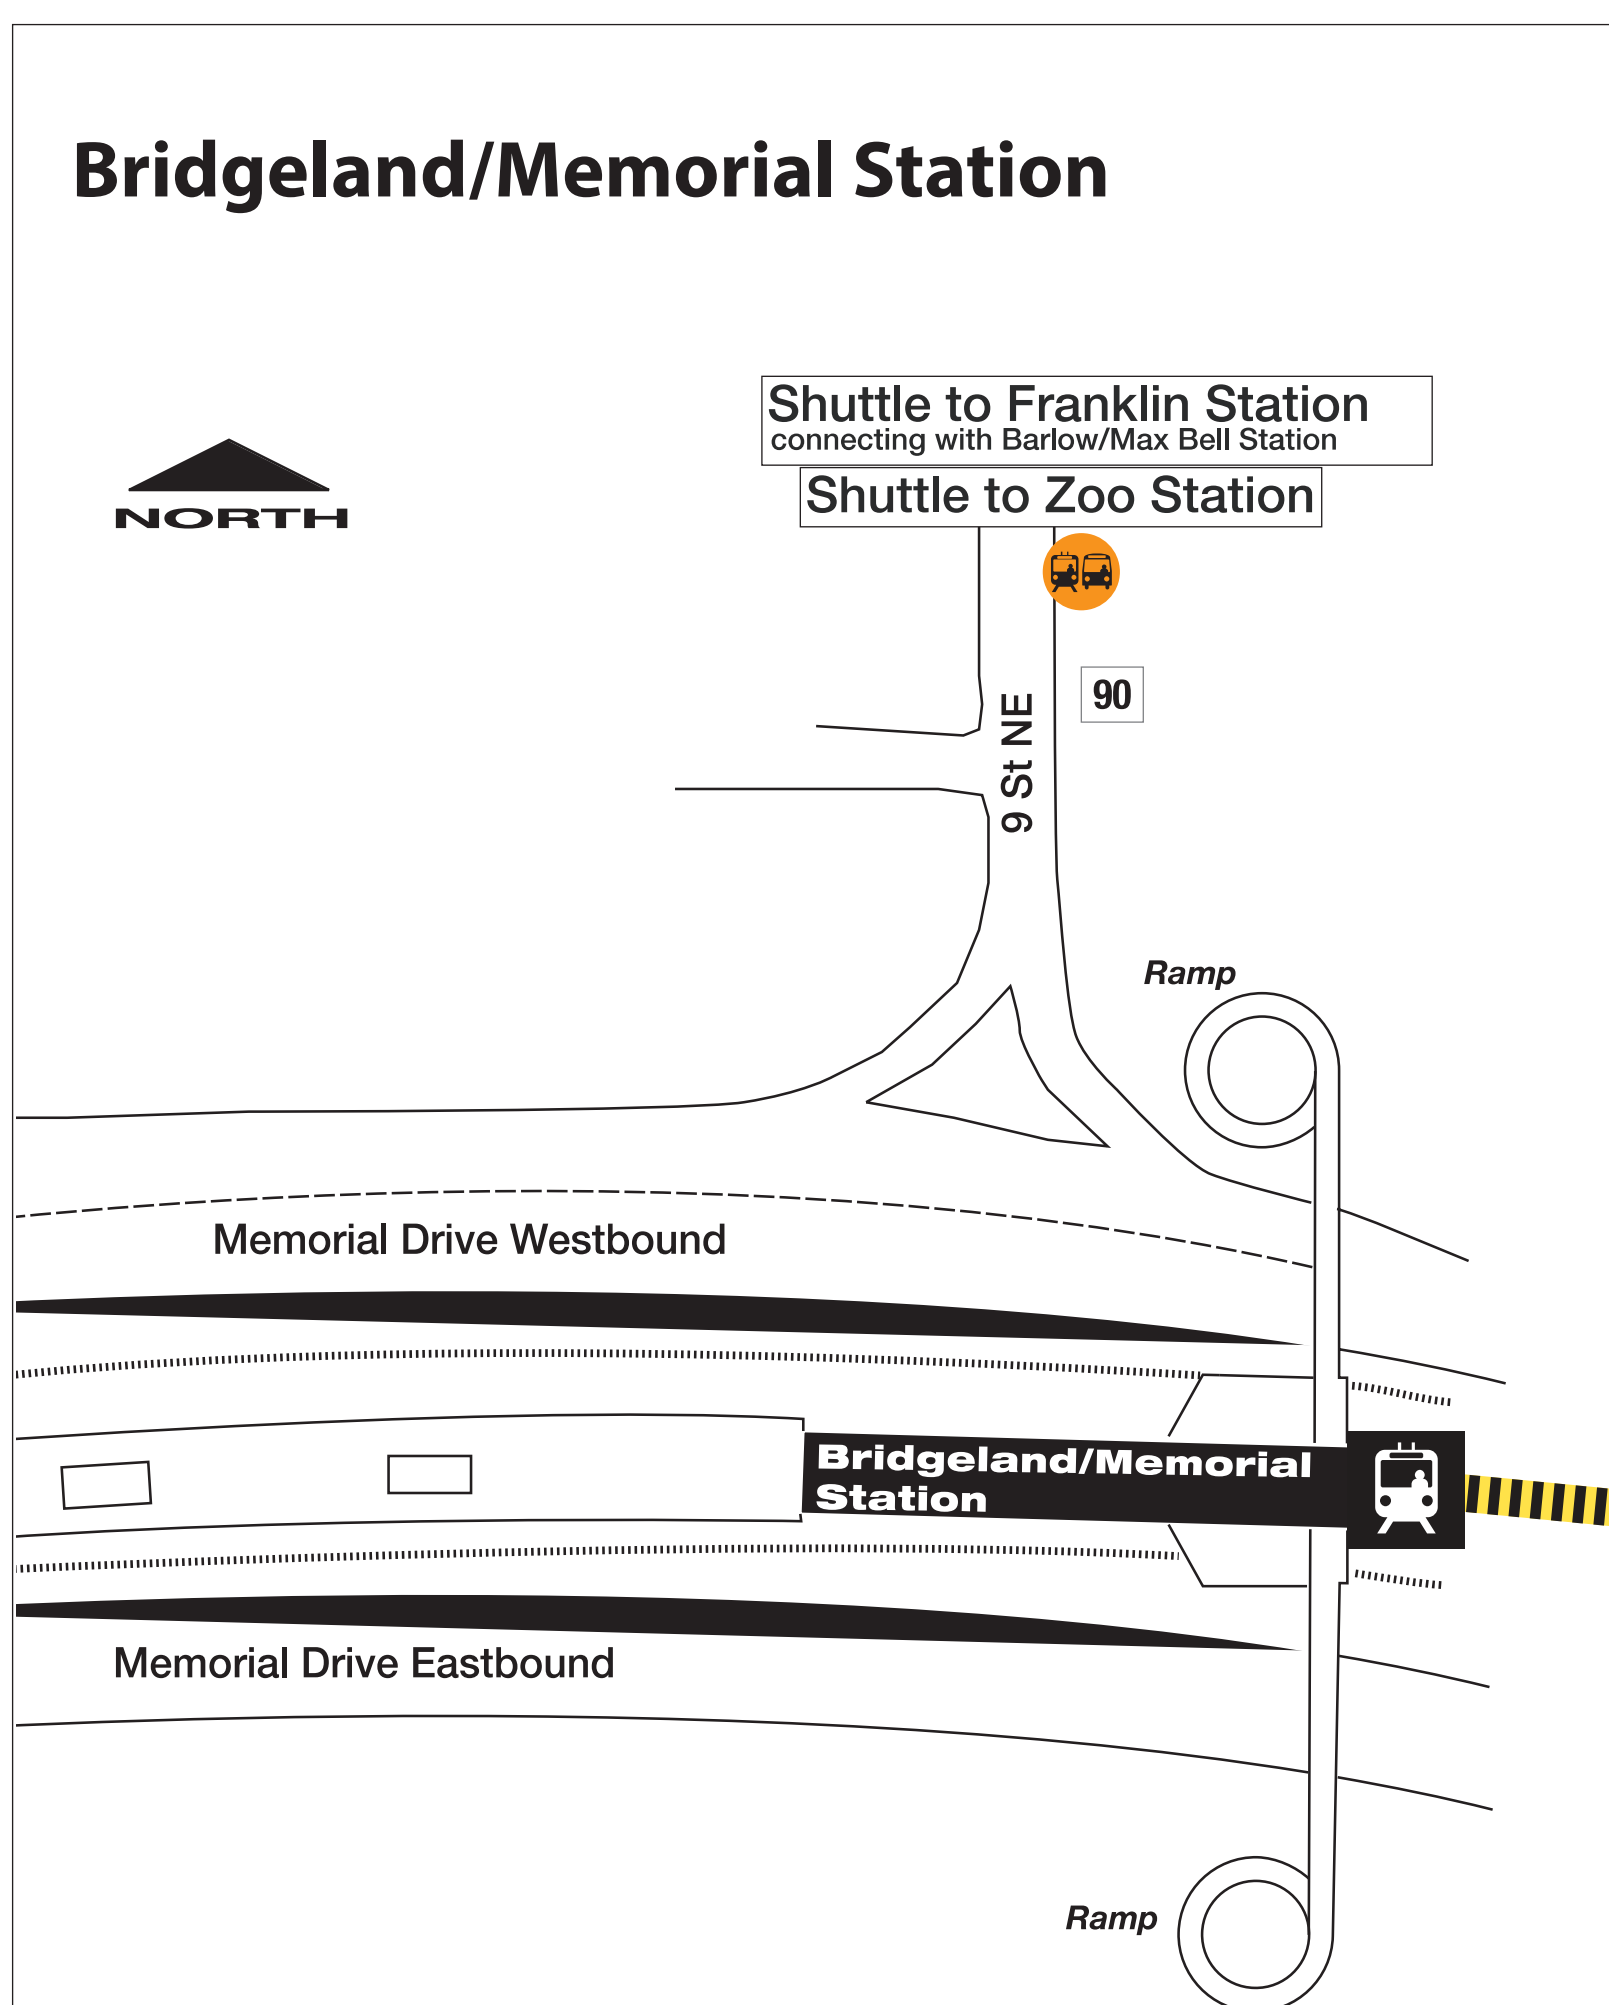 Bridgeland/Memorial Station
Shuttle to Franklin Station
connecting with Barlow/Max Bell Station
Shuttle to Zoo Station
NORTH
90
9 St NE
Ramp
Memorial Drive Westbound
Bridgeland/Memorial
Station
Memorial Drive Eastbound
Ramp